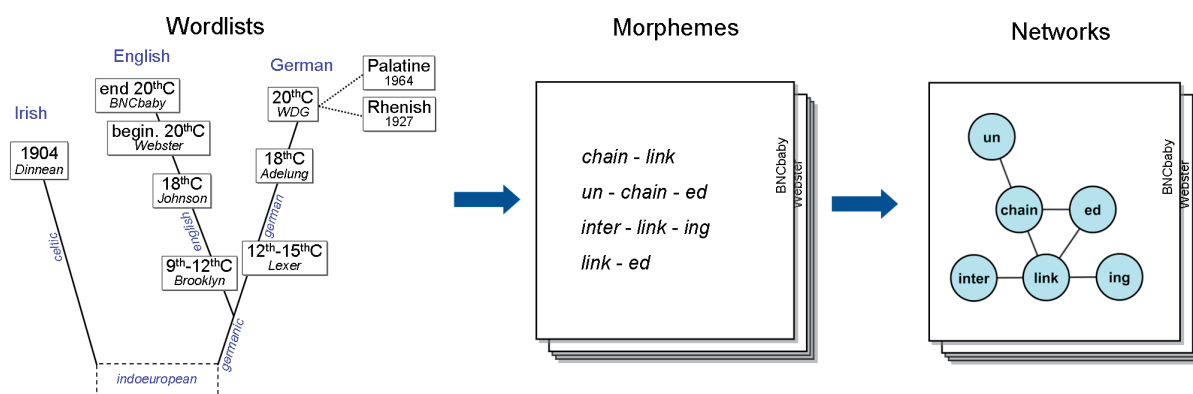 Wordlists
Morphemes
Networks
English
German
Irish
end 20thC
BNCbaby
begin. 20thC
Webster
18thC
Johnson
9th-12thC
Brooklyn
20thC
WDG
Palatine
1964
Rhenish
1927
18thC
Adelung
12th-15thC
Lexer
1904
Dinnean
celtic
english
german
germanic
indoeuropean
chain - link
un - chain - ed
inter - link - ing
link - ed
BNCbaby
Webster
un
chain
ed
inter
link
ing
BNCbaby
Webster